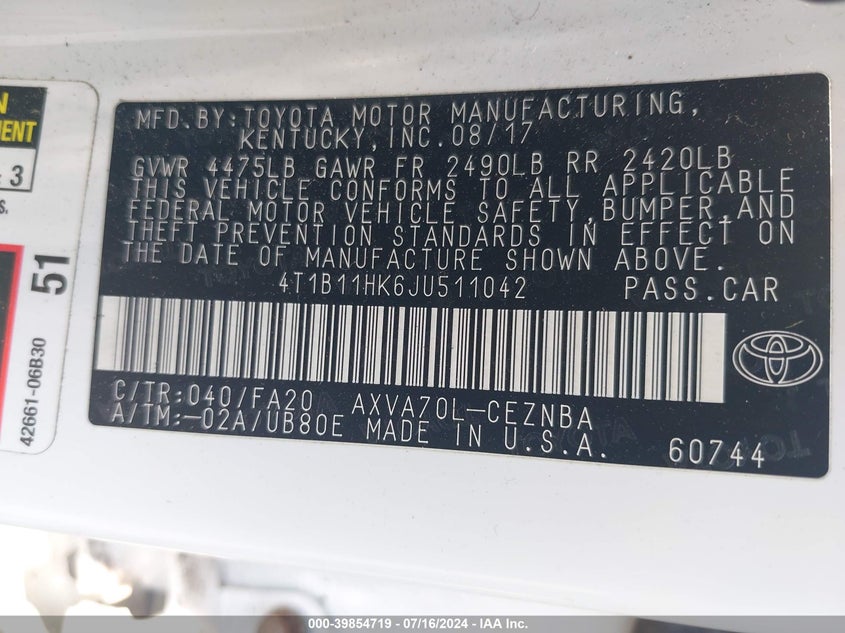 MFD.BY:TOYOTA MOTOR MANUFACTURING,
KENTUCKY,INC.08/17
GVWR 4475LB GAWR FR 2490LB RR 2420LB
THIS VEHICLE CONFORMS TO ALL APPLICABLE
FEDERAL MOTOR VEHICLE SAFETY,BUMPER,AND
THEFT PREVENTION STANDARDS IN EFFECT ON
THE DATE OF MANUFACTURE SHOWN ABOVE.
4T1B11HK6JU511042 PASS.CAR
C/TR:040/FA20 AXVA70L-CEZNBA
A/TM:-02A/UB80E MADE IN U.S.A. 60744
42661-06B30 51
3
000-39854719 - 07/16/2024 - IAA Inc.